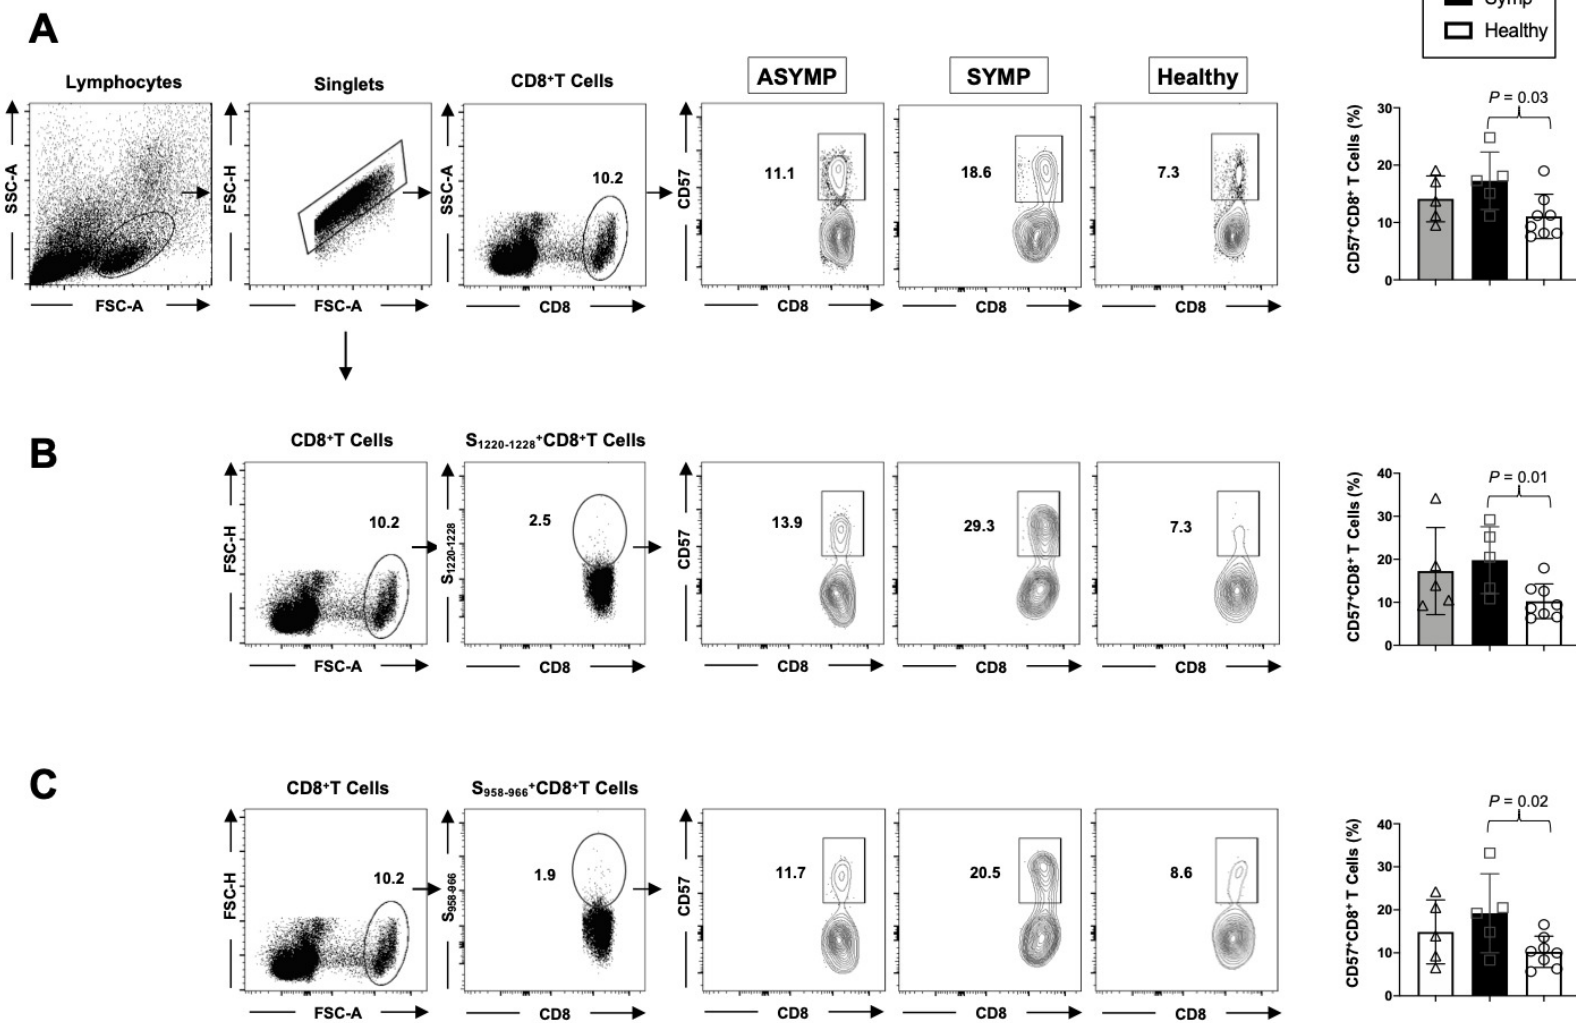 A
Symp
Healthy
Lymphocytes
Singlets
CD8+T Cells
ASYMP
SYMP
Healthy
SSC-A
FSC-A
FSC-H
FSC-A
SSC-A
10.2
CD8
CD57
11.1
CD8
18.6
CD8
7.3
CD8
CD57+CD8+ T Cells (%)
30
20
10
0
P = 0.03
B
CD8+T Cells
S1220-1228+CD8+T Cells
FSC-H
10.2
FSC-A
S1220-1228
2.5
CD8
CD57
13.9
CD8
29.3
CD8
7.3
CD8
CD57+CD8+ T Cells (%)
40
30
20
10
0
P = 0.01
C
CD8+T Cells
S958-966+CD8+T Cells
FSC-H
10.2
FSC-A
S958-966
1.9
CD8
CD57
11.7
CD8
20.5
CD8
8.6
CD8
CD57+CD8+ T Cells (%)
40
30
20
10
0
P = 0.02